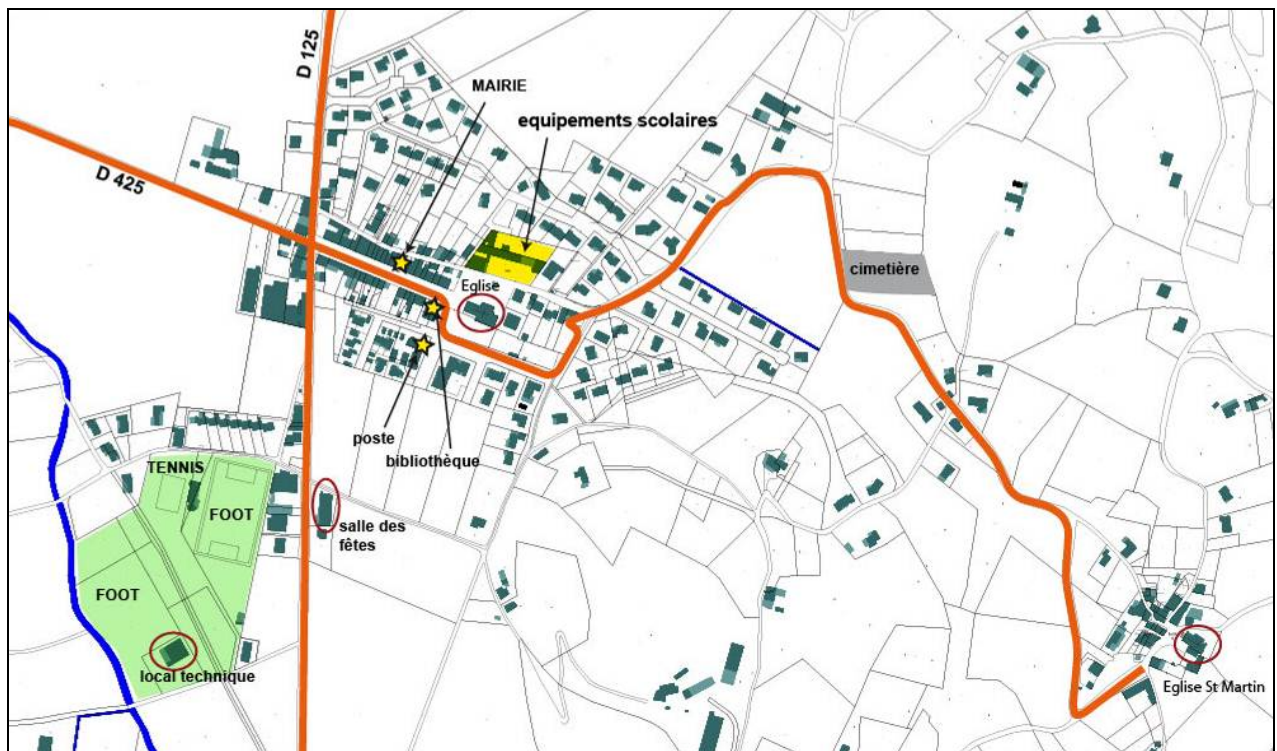 D 125
MAIRIE
equipements scolaires
D 425
cimetière
Eglise
poste
bibliothèque
TENNIS
FOOT
salle des
fêtes
FOOT
local technique
Eglise St Martin